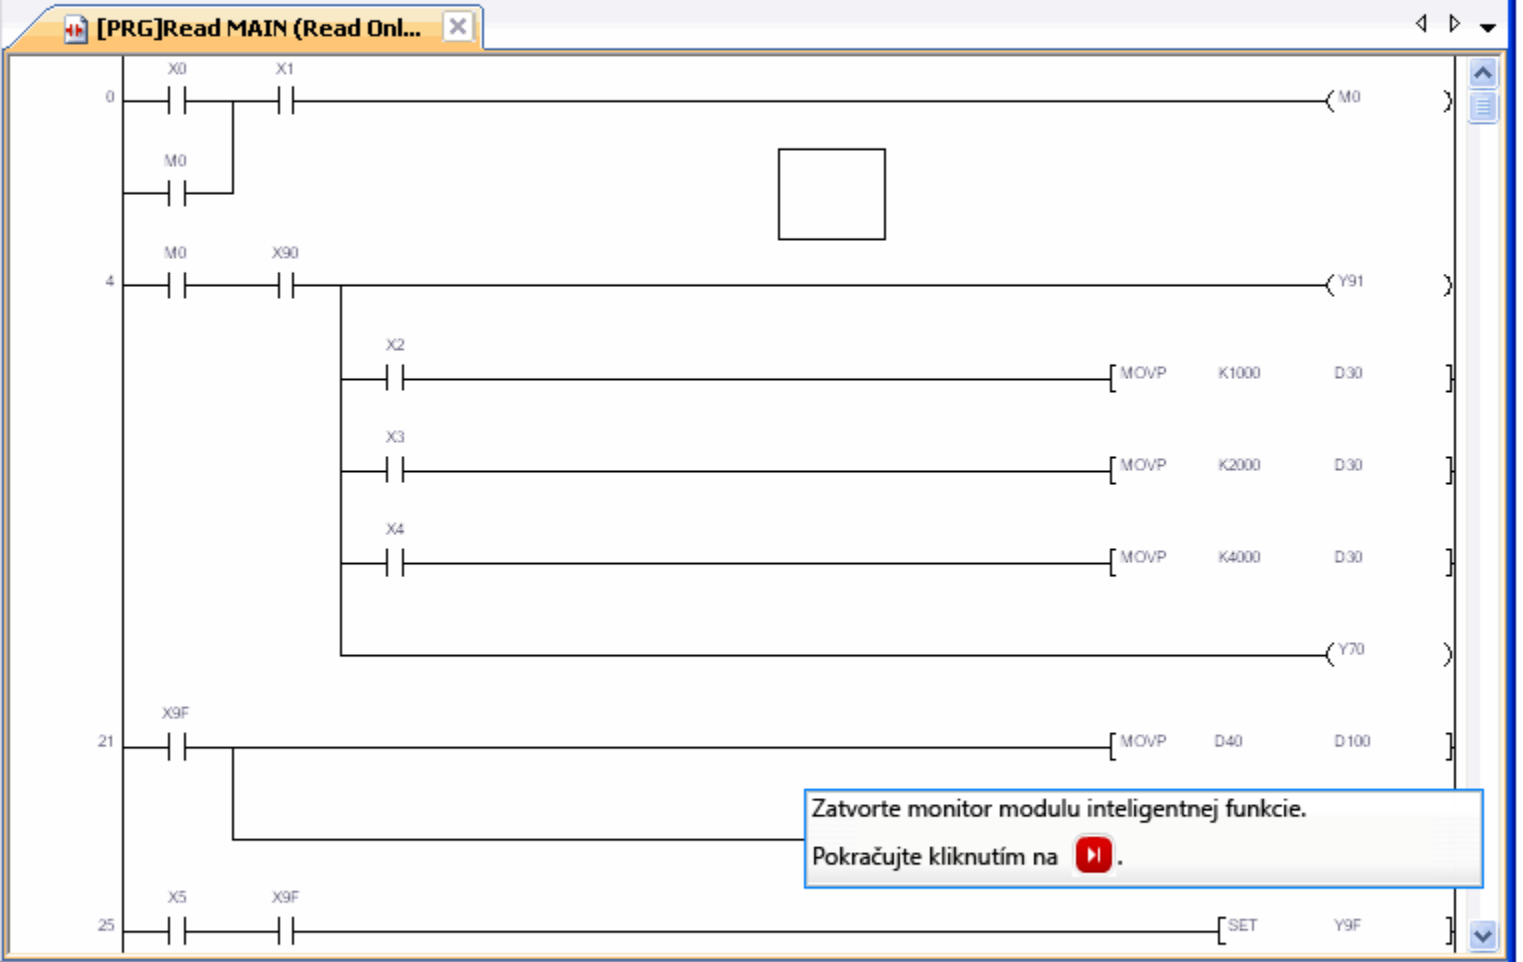 [PRG]Read MAIN (Read Onl...
X0 X1
0 M0
M0
M0 X90
4 Y91
X2
MOVP K1000 D30
X3
MOVP K2000 D30
X4
MOVP K4000 D30
Y70
X9F
21 MOVP D40 D100
Zatvorte monitor modulu inteligentnej funkcie.
Pokračujte kliknutím na .
X5 X9F
25 SET Y9F